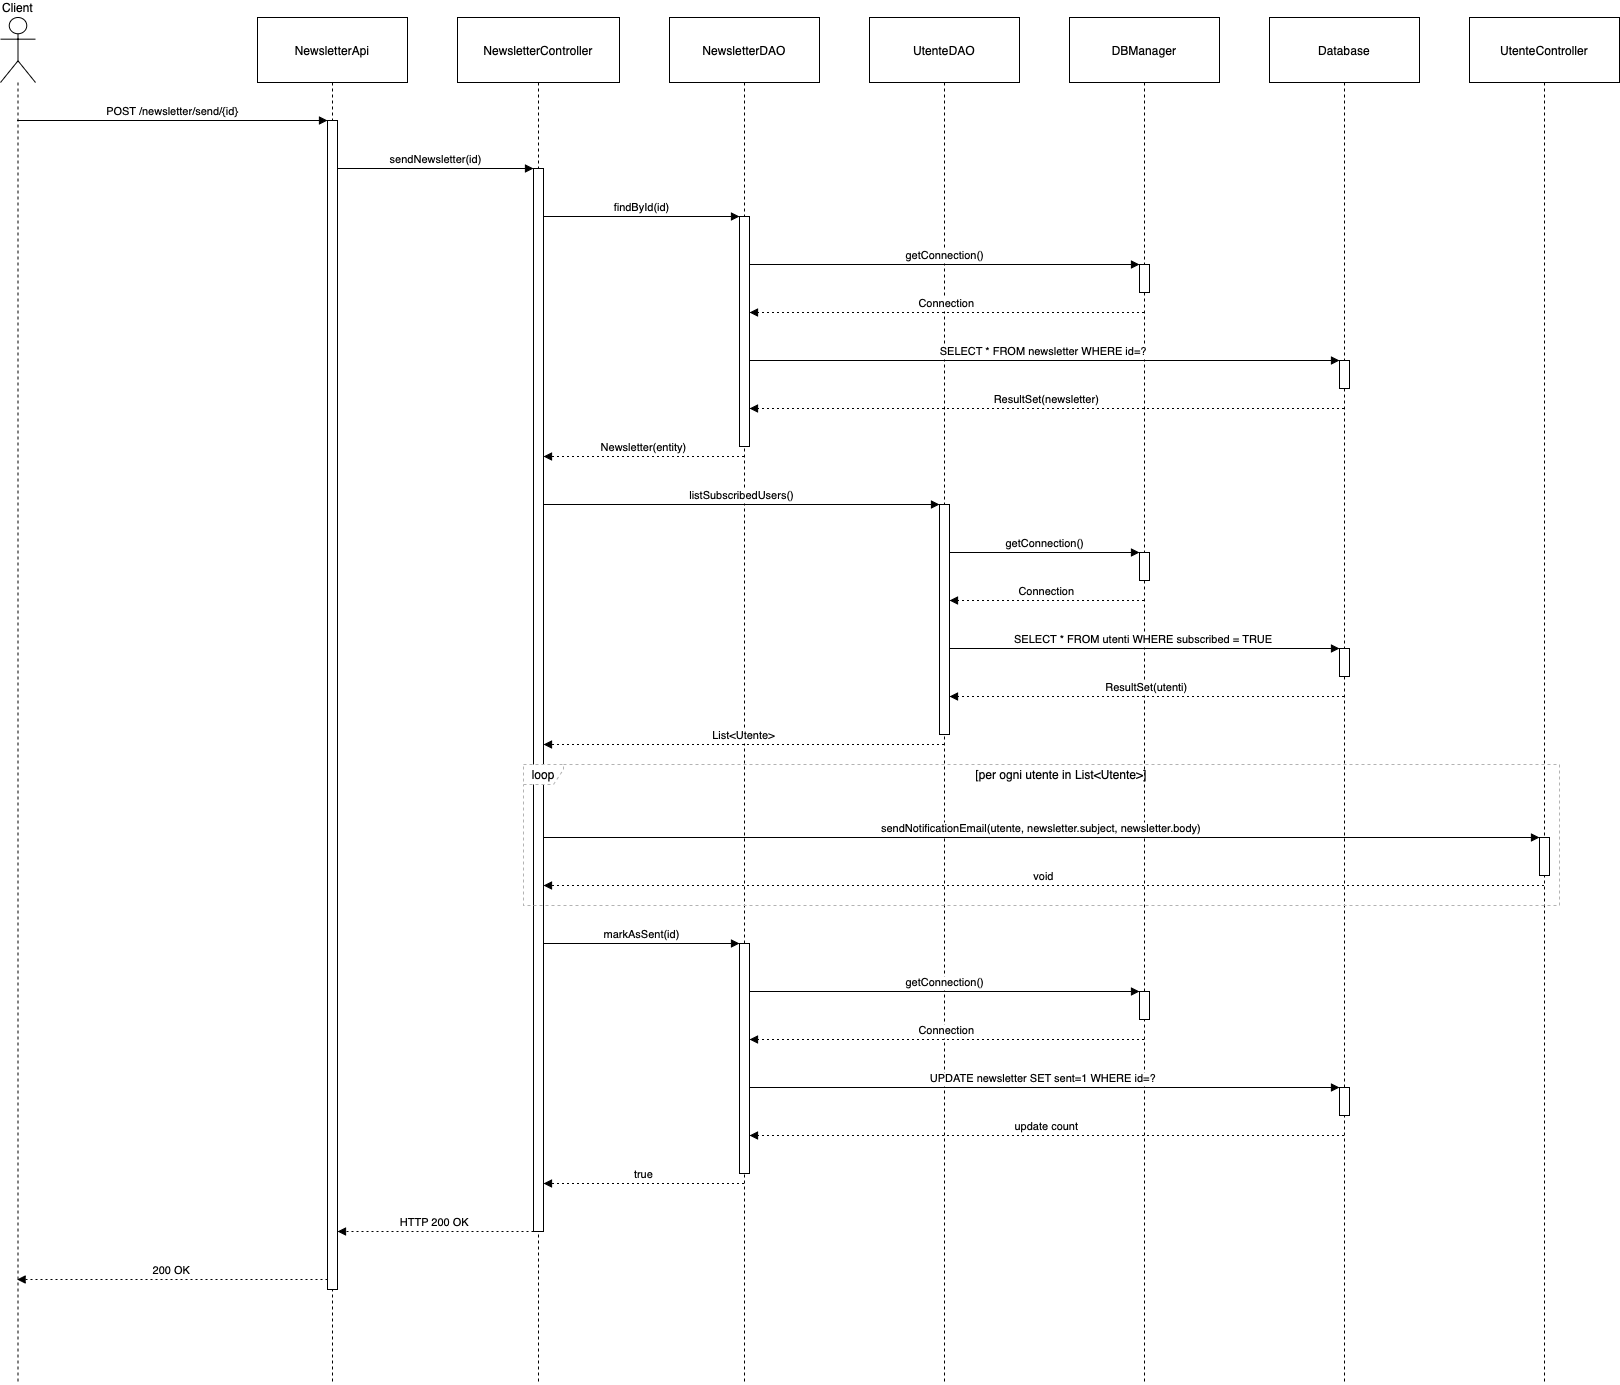 Client
NewsletterApi
NewsletterController
NewsletterDAO
UtenteDAO
DBManager
Database
UtenteController
POST /newsletter/send/{id}
sendNewsletter(id)
findById(id)
getConnection()
Connection
SELECT * FROM newsletter WHERE id=?
ResultSet(newsletter)
Newsletter(entity)
listSubscribedUsers()
getConnection()
Connection
SELECT * FROM utenti WHERE subscribed = TRUE
ResultSet(utenti)
List<Utente>
loop
[per ogni utente in List<Utente>]
sendNotificationEmail(utente, newsletter.subject, newsletter.body)
void
markAsSent(id)
getConnection()
Connection
UPDATE newsletter SET sent=1 WHERE id=?
update count
true
HTTP 200 OK
200 OK